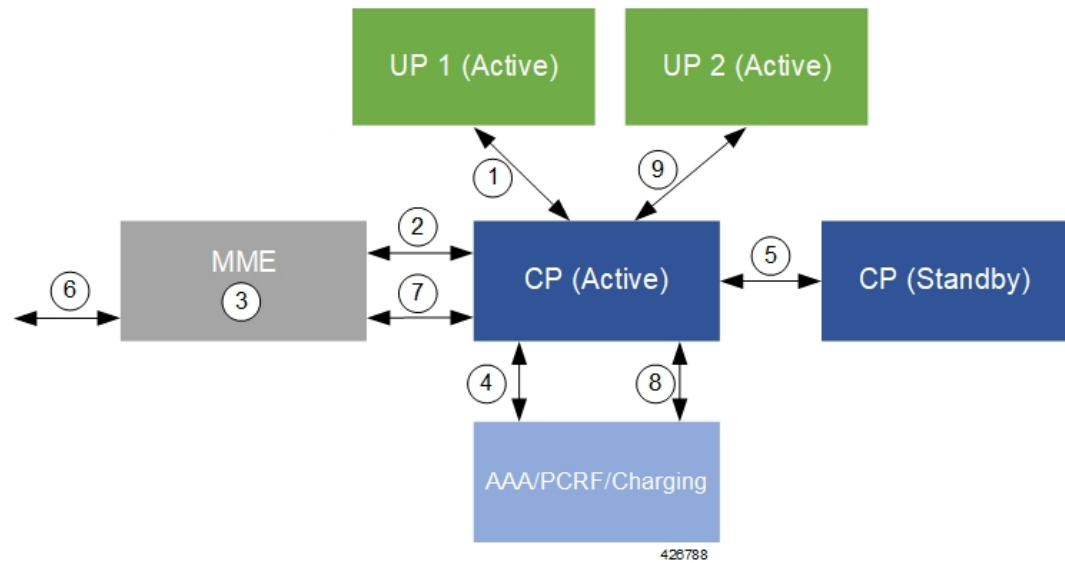 UP 1 (Active)
UP 2 (Active)
1
9
2
MME
3
CP (Active)
5
CP (Standby)
6
7
4
8
AAA/PCRF/Charging
426788